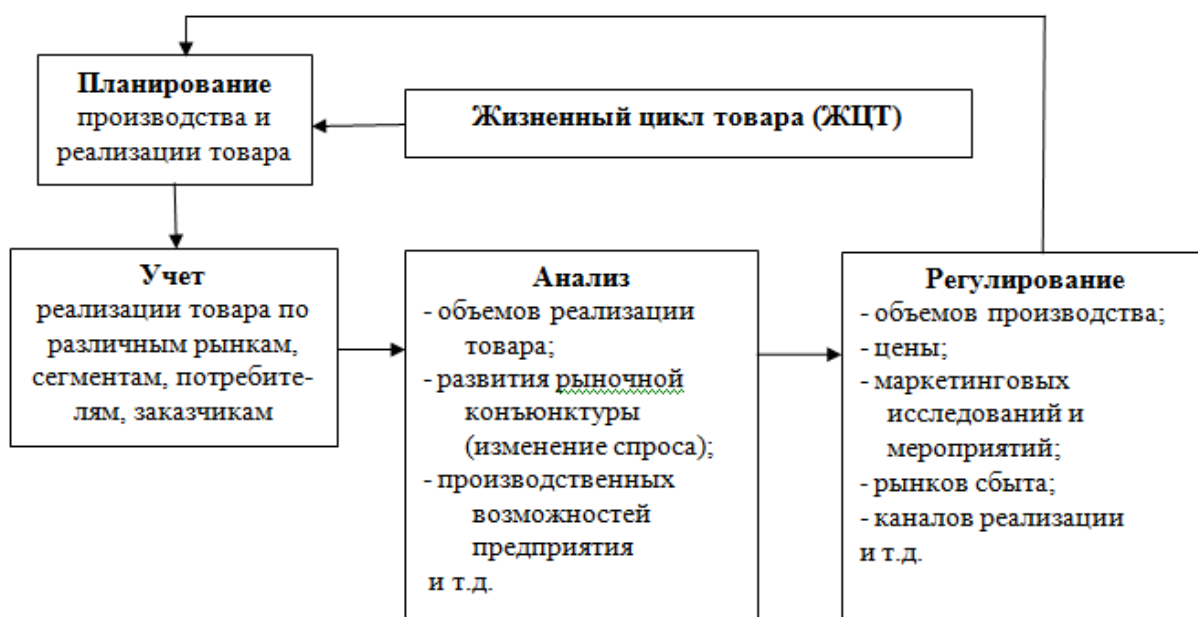 Планирование
производства и
реализации товара
Жизненный цикл товара (ЖЦТ)
Учет
реализации товара по
различным рынкам,
сегментам, потребите-
лям, заказчикам
Анализ
- объемов реализации
товара;
- развития рыночной
конъюнктуры
(изменение спроса);
- производственных
возможностей
предприятия
и т.д.
Регулирование
- объемов производства;
- цены;
- маркетинговых
исследований и
мероприятий;
- рынков сбыта;
- каналов реализации
и т.д.